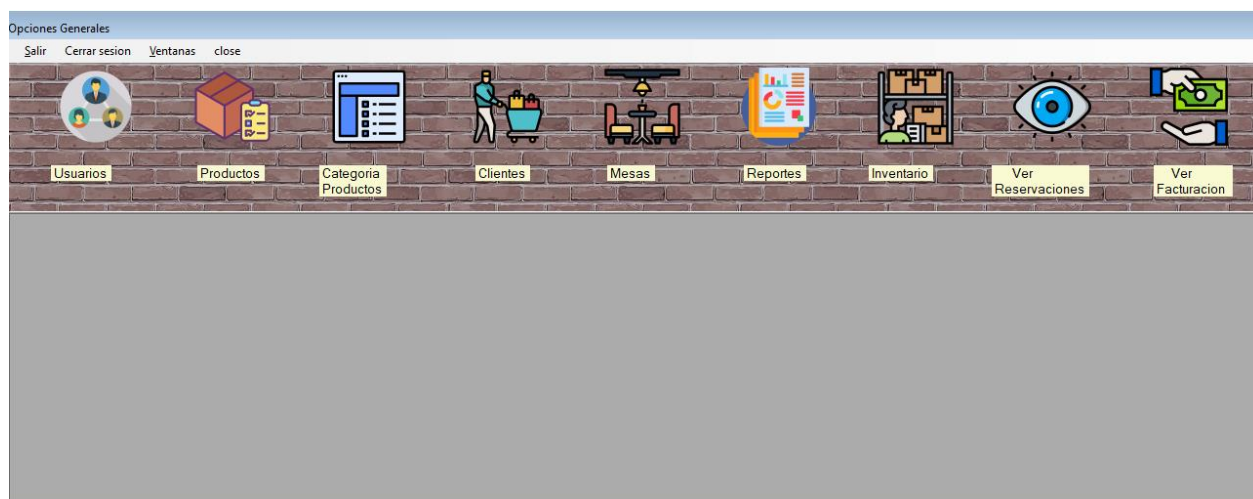 Opciones Generales
Salir Cerrar sesion Ventanas close
Usuarios
Productos
Categoria
Productos
Clientes
Mesas
Reportes
Inventario
Ver
Reservaciones
Ver
Facturacion